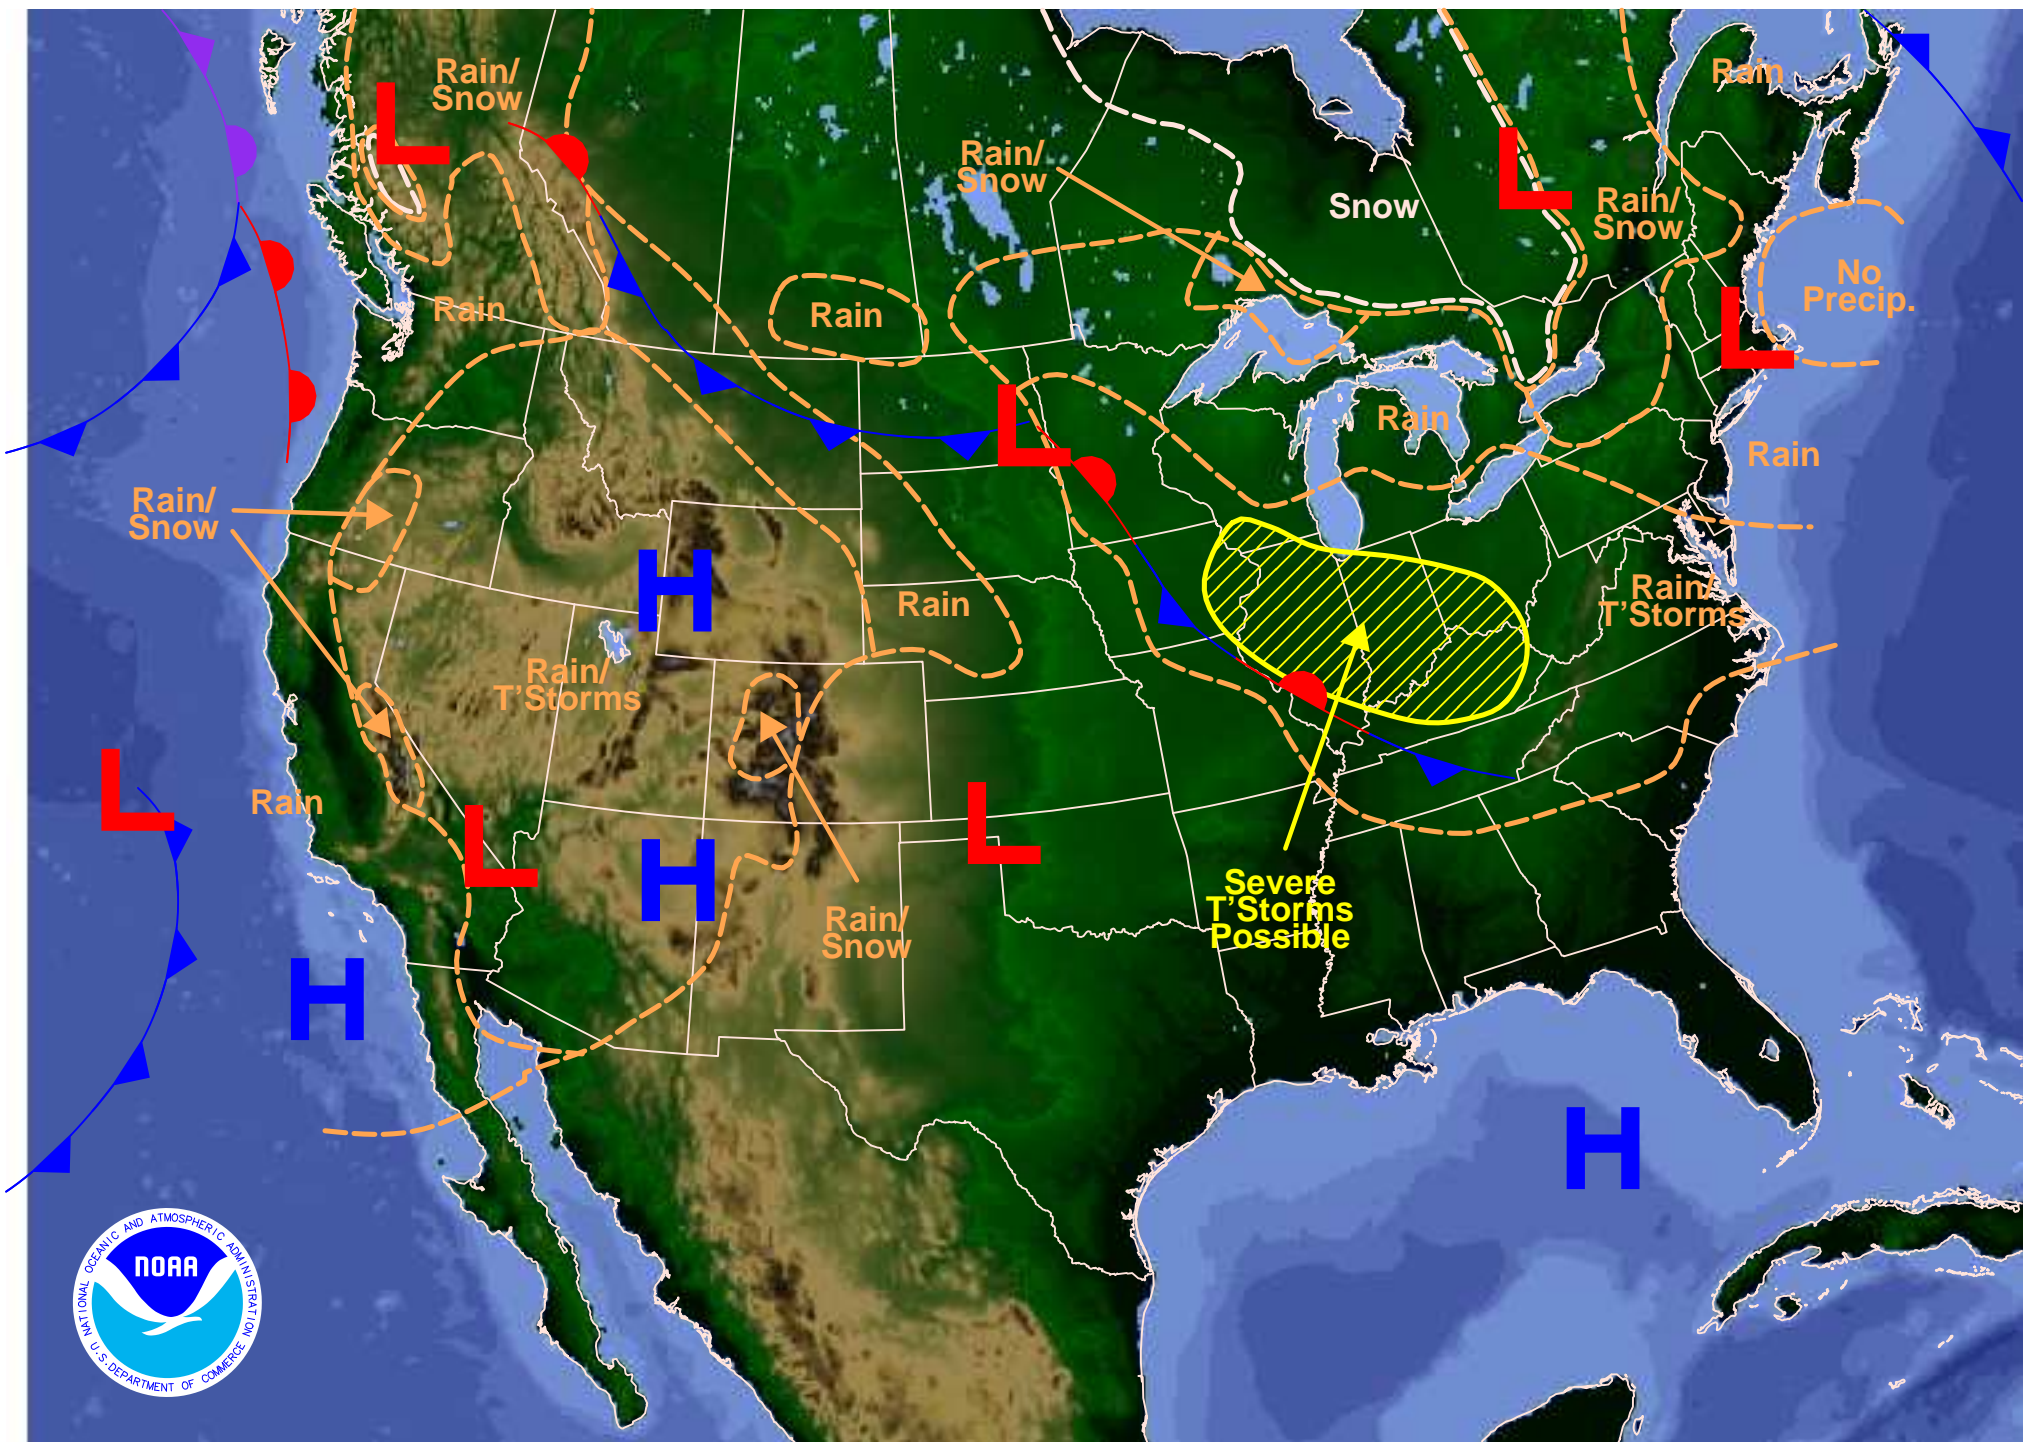 Rain/
Snow
Rain
Rain/
Snow
Snow
Rain/
Snow
No
Precip.
L
L
Rain
Rain
L
L
Rain
Rain
Rain/
Snow
H
Rain
Rain/
T'Storms
Rain/
T'Storms
L
Rain
L
L
H
Severe
T'Storms
Possible
Rain/
Snow
H
H
NATIONAL OCEANIC AND ATMOSPHERIC ADMINISTRATION
NOAA
U.S. DEPARTMENT OF COMMERCE